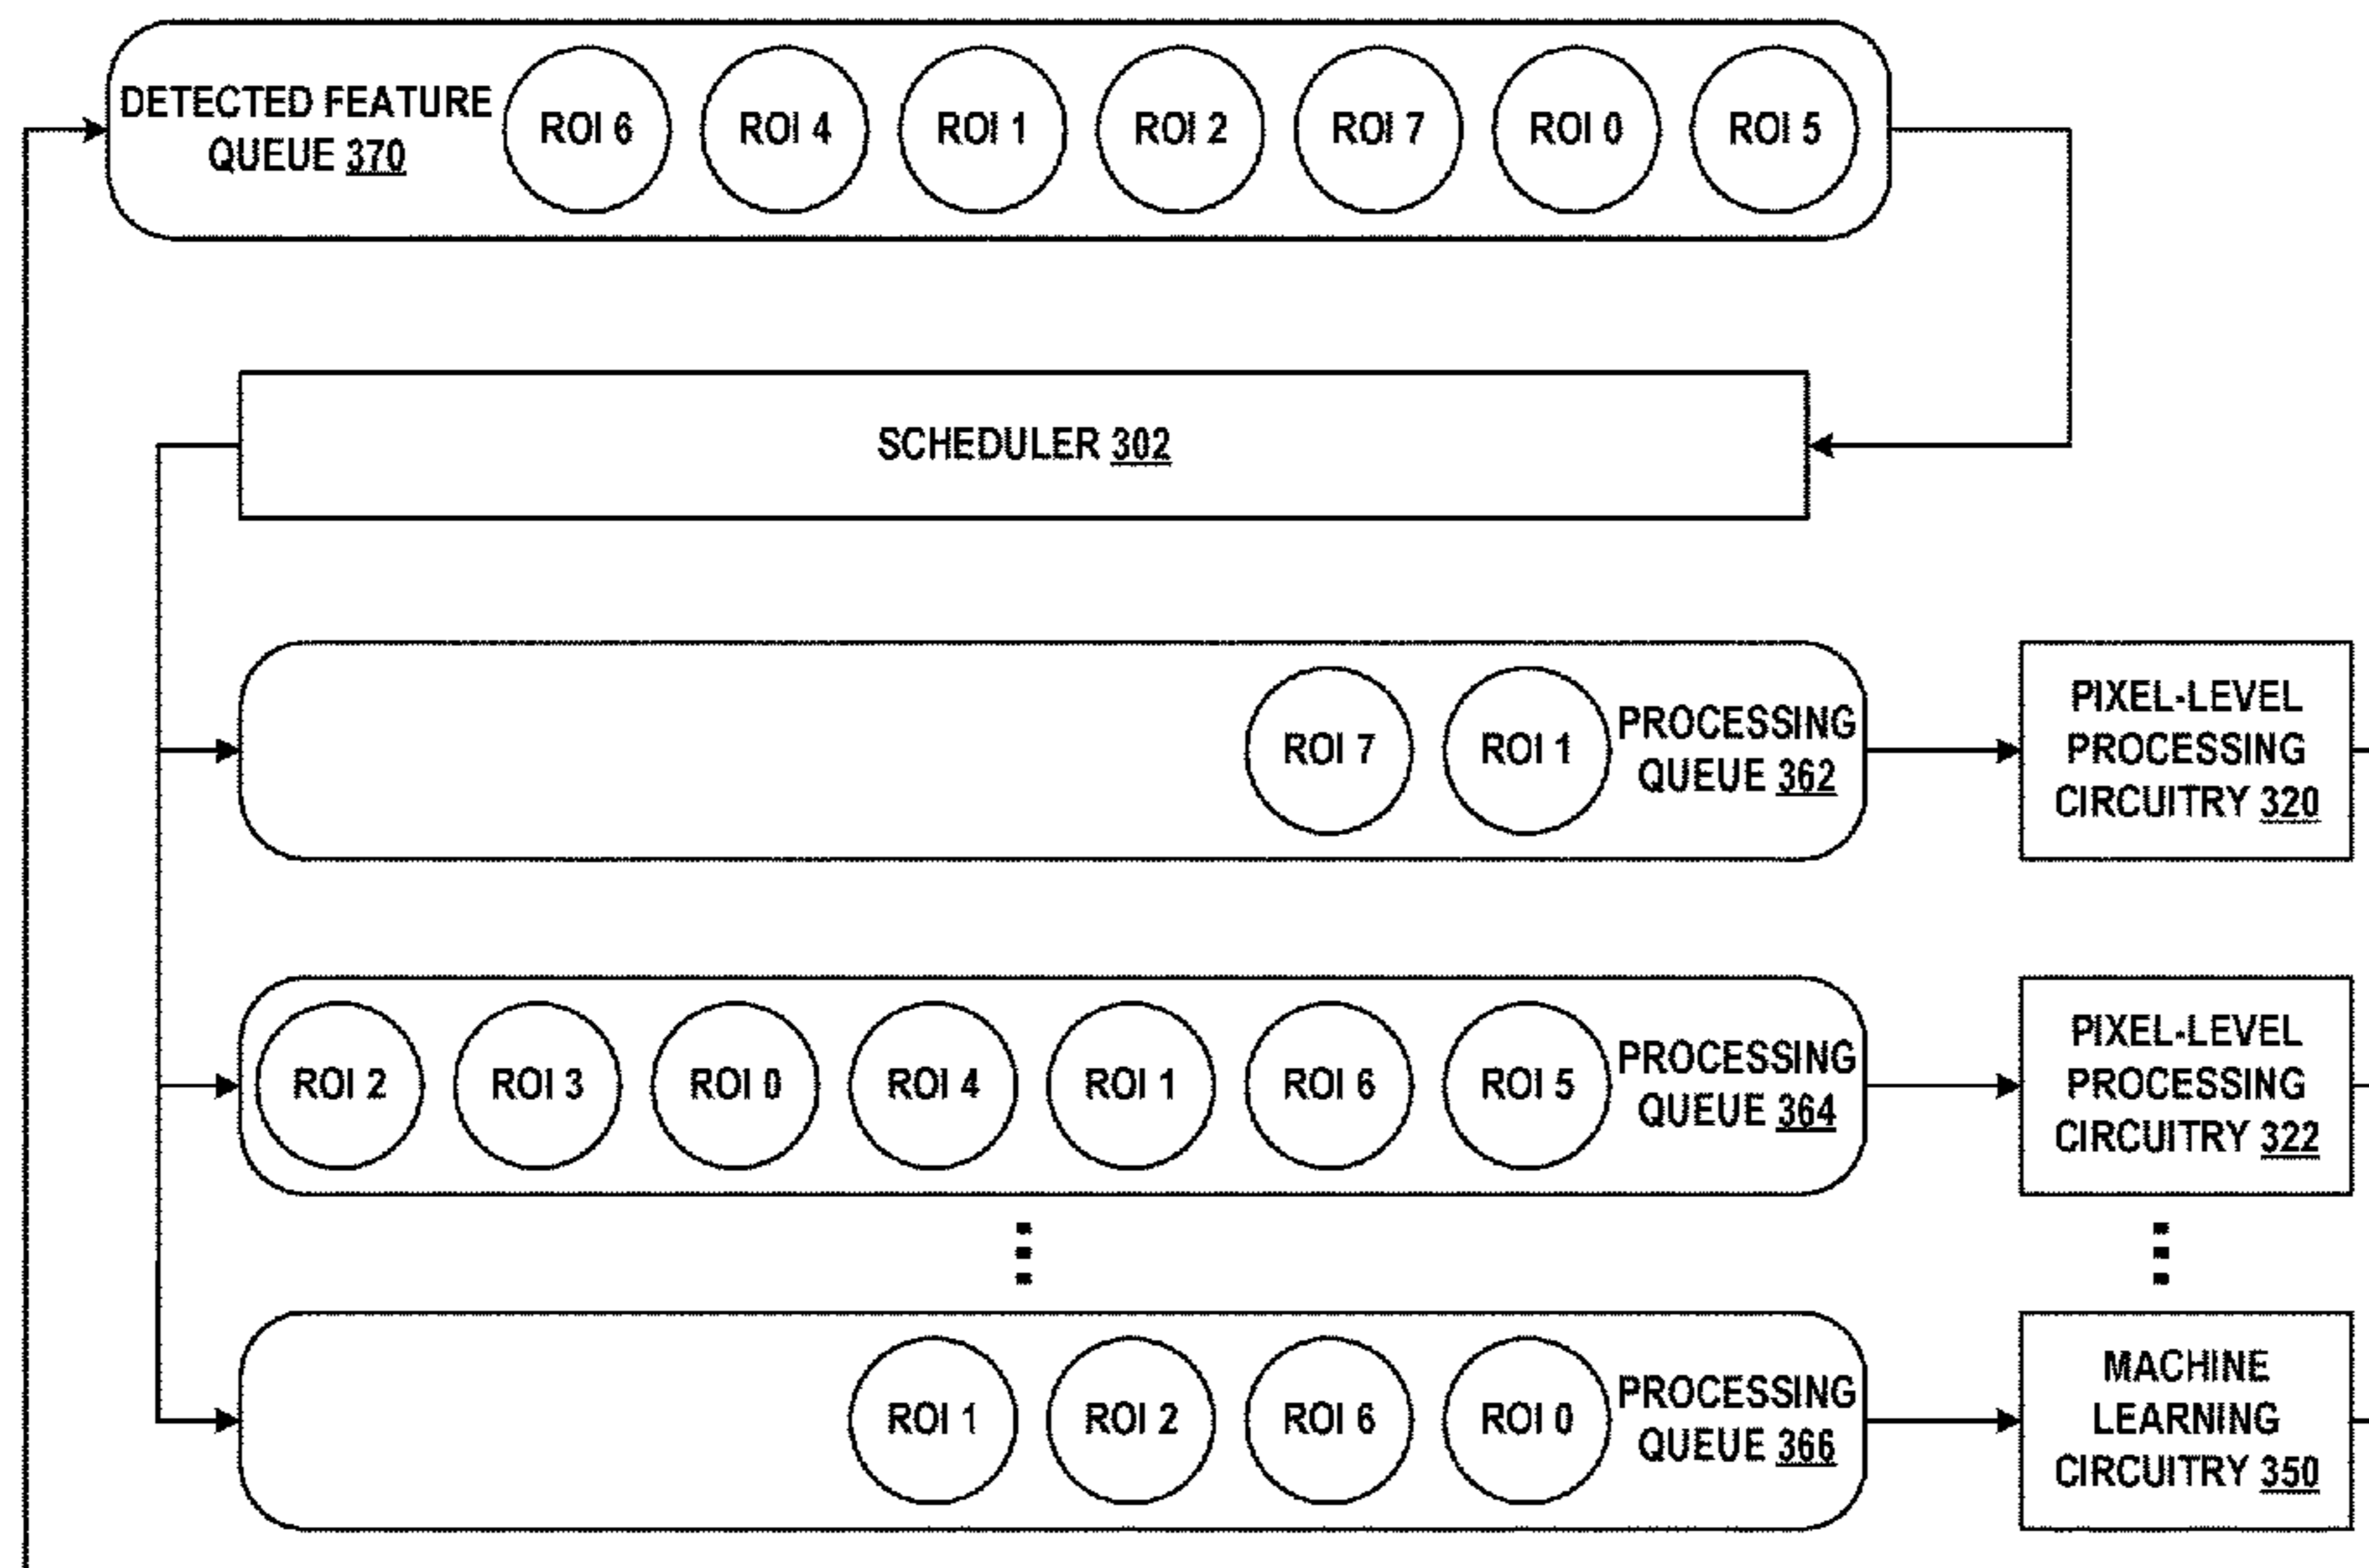 DETECTED FEATURE
QUEUE 370
ROI 6
ROI 4
ROI 1
ROI 2
ROI 7
ROI 0
ROI 5
SCHEDULER 302
ROI 7
ROI 1
PROCESSING
QUEUE 362
PIXEL-LEVEL
PROCESSING
CIRCUITRY 320
ROI 2
ROI 3
ROI 0
ROI 4
ROI 1
ROI 6
ROI 5
PROCESSING
QUEUE 364
PIXEL-LEVEL
PROCESSING
CIRCUITRY 322
ROI 1
ROI 2
ROI 6
ROI 0
PROCESSING
QUEUE 366
MACHINE
LEARNING
CIRCUITRY 350